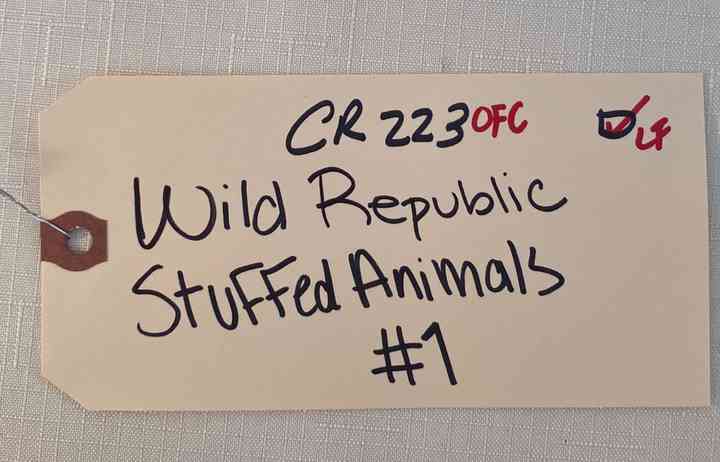 CR 223 OFC ☑ LF
Wild Republic
Stuffed Animals
#1